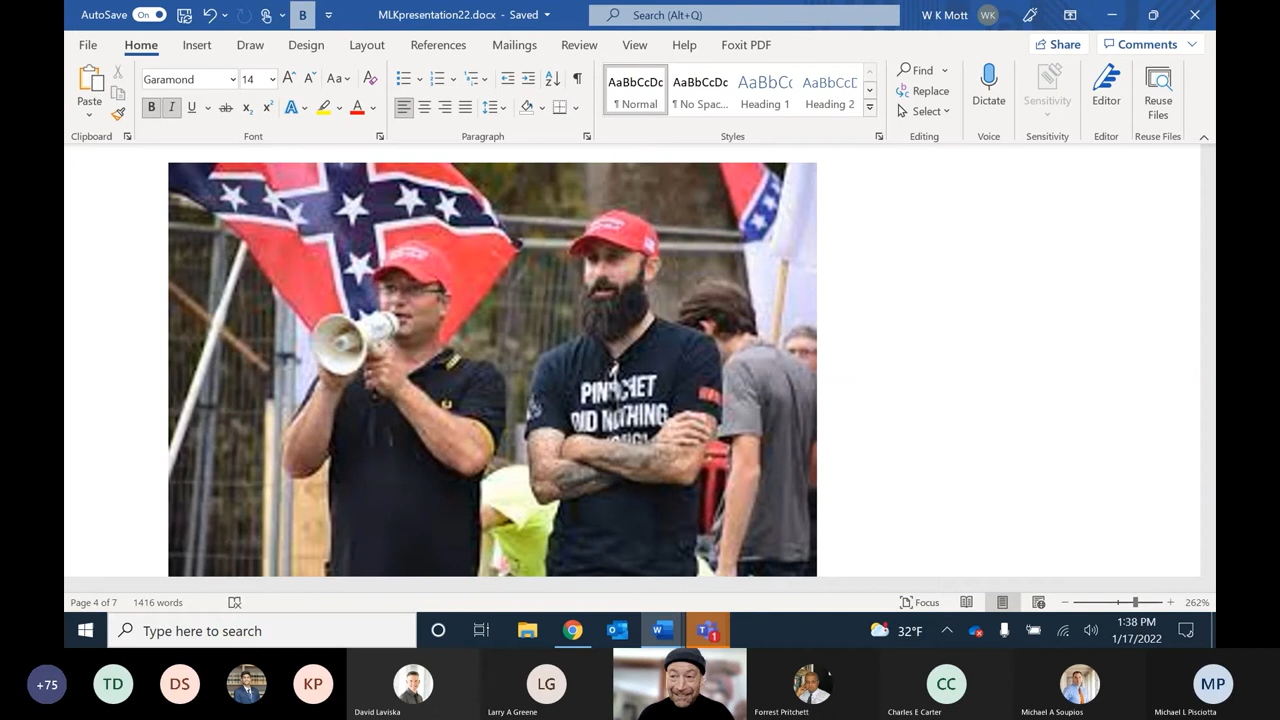 AutoSave On MLKpresentation22.docx - Saved Search (Alt+Q) W K Mott WK
File Home Insert Draw Design Layout References Mailings Review View Help Foxit PDF Share Comments
Paste
Garamond 14
AaBbCcDc AaBbCcDc AaBbCc AaBbCcD
¶ Normal ¶ No Spac... Heading 1 Heading 2
Find
Replace
Select
Dictate
Sensitivity
Editor
Reuse
Files
Clipboard Font Paragraph Styles Editing Voice Sensitivity Editor Reuse Files
PINOCHET
DID NOTHING
Page 4 of 7 1416 words Focus 262%
Type here to search 32°F 1:38 PM
1/17/2022
+75 TD DS KP LG CC MP
David Laviska Larry A Greene Forrest Pritchett Charles E Carter Michael A Soupios Michael L Pisciotta